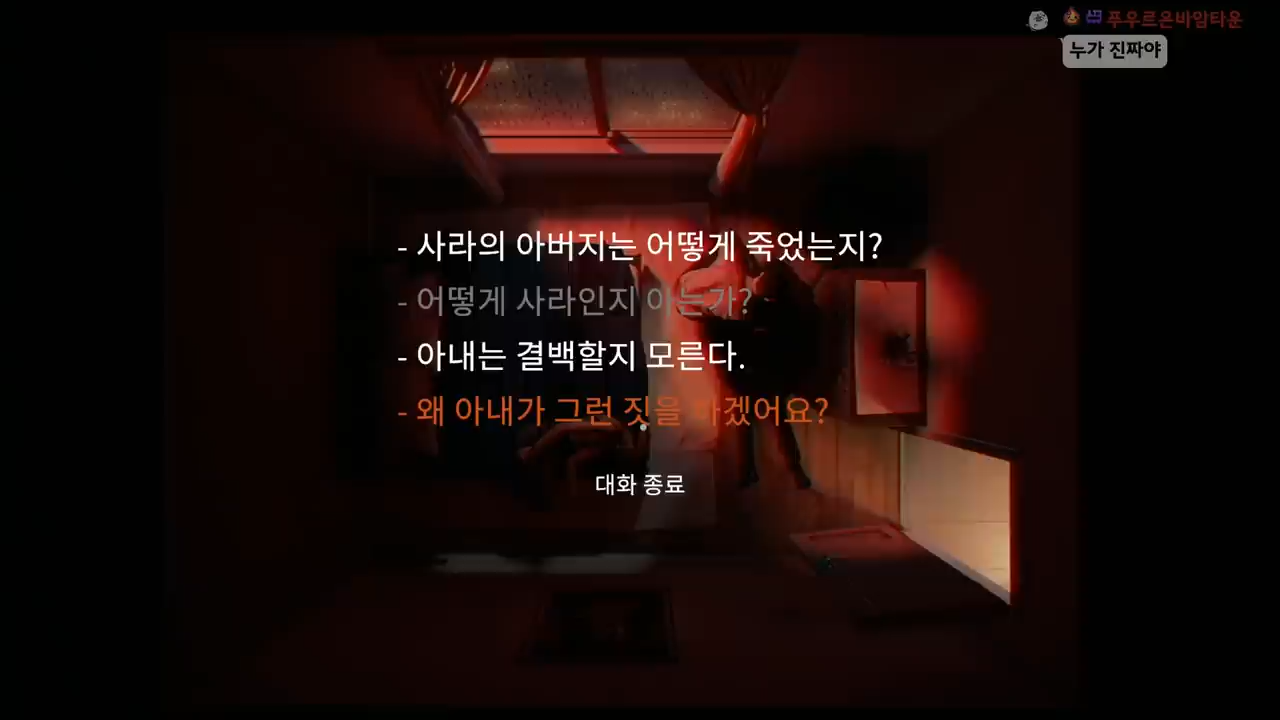 푸우르은바암타운
누가 진짜야
- 사라의 아버지는 어떻게 죽었는지?
- 어떻게 사라인지 아는가?
- 아내는 결백할지 모른다.
- 왜 아내가 그런 짓을 하겠어요?
대화 종료